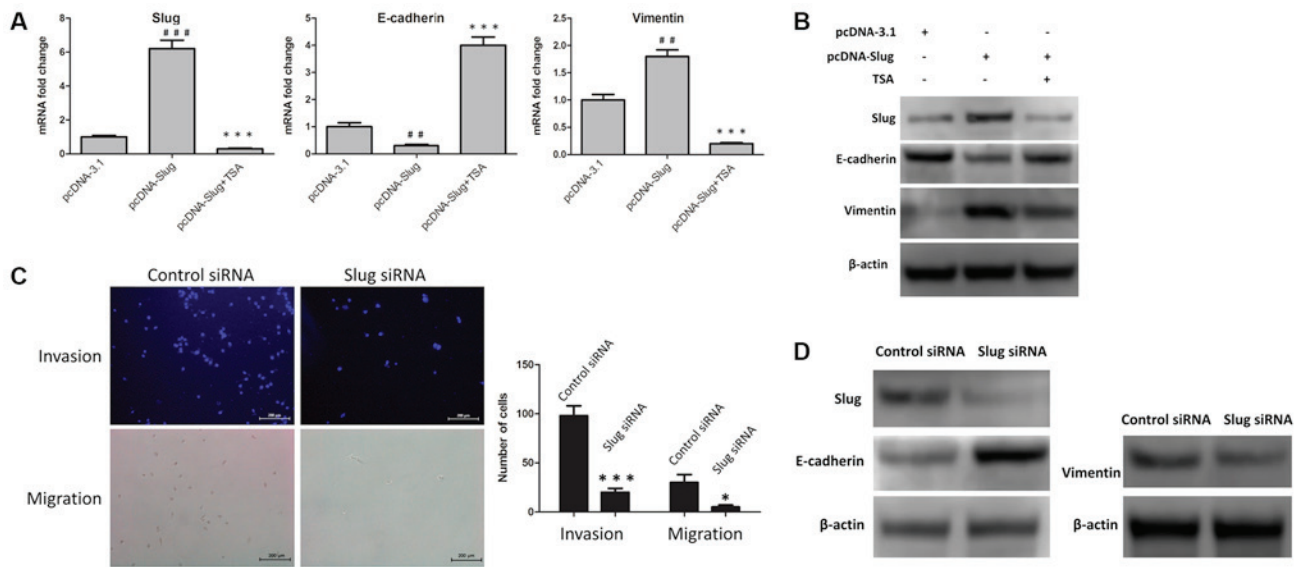 A
Slug
mRNA fold change
8
6
4
2
0
# # #
* * *
pcDNA-3.1
pcDNA-Slug
pcDNA-Slug+TSA
E-cadherin
mRNA fold change
5
4
3
2
1
0
# #
* * *
pcDNA-3.1
pcDNA-Slug
pcDNA-Slug+TSA
Vimentin
mRNA fold change
2.0
1.5
1.0
0.5
0.0
# #
* * *
pcDNA-3.1
pcDNA-Slug
pcDNA-Slug+TSA
B
pcDNA-3.1 + - -
pcDNA-Slug - + +
TSA - - +
Slug
E-cadherin
Vimentin
β-actin
C
Control siRNA Slug siRNA
Invasion
Migration
200 μm
200 μm
Number of cells
150
100
50
0
Control siRNA
Slug siRNA
* * *
Control siRNA
Slug siRNA
*
Invasion Migration
D
Control siRNA Slug siRNA
Slug
E-cadherin
β-actin
Control siRNA Slug siRNA
Vimentin
β-actin